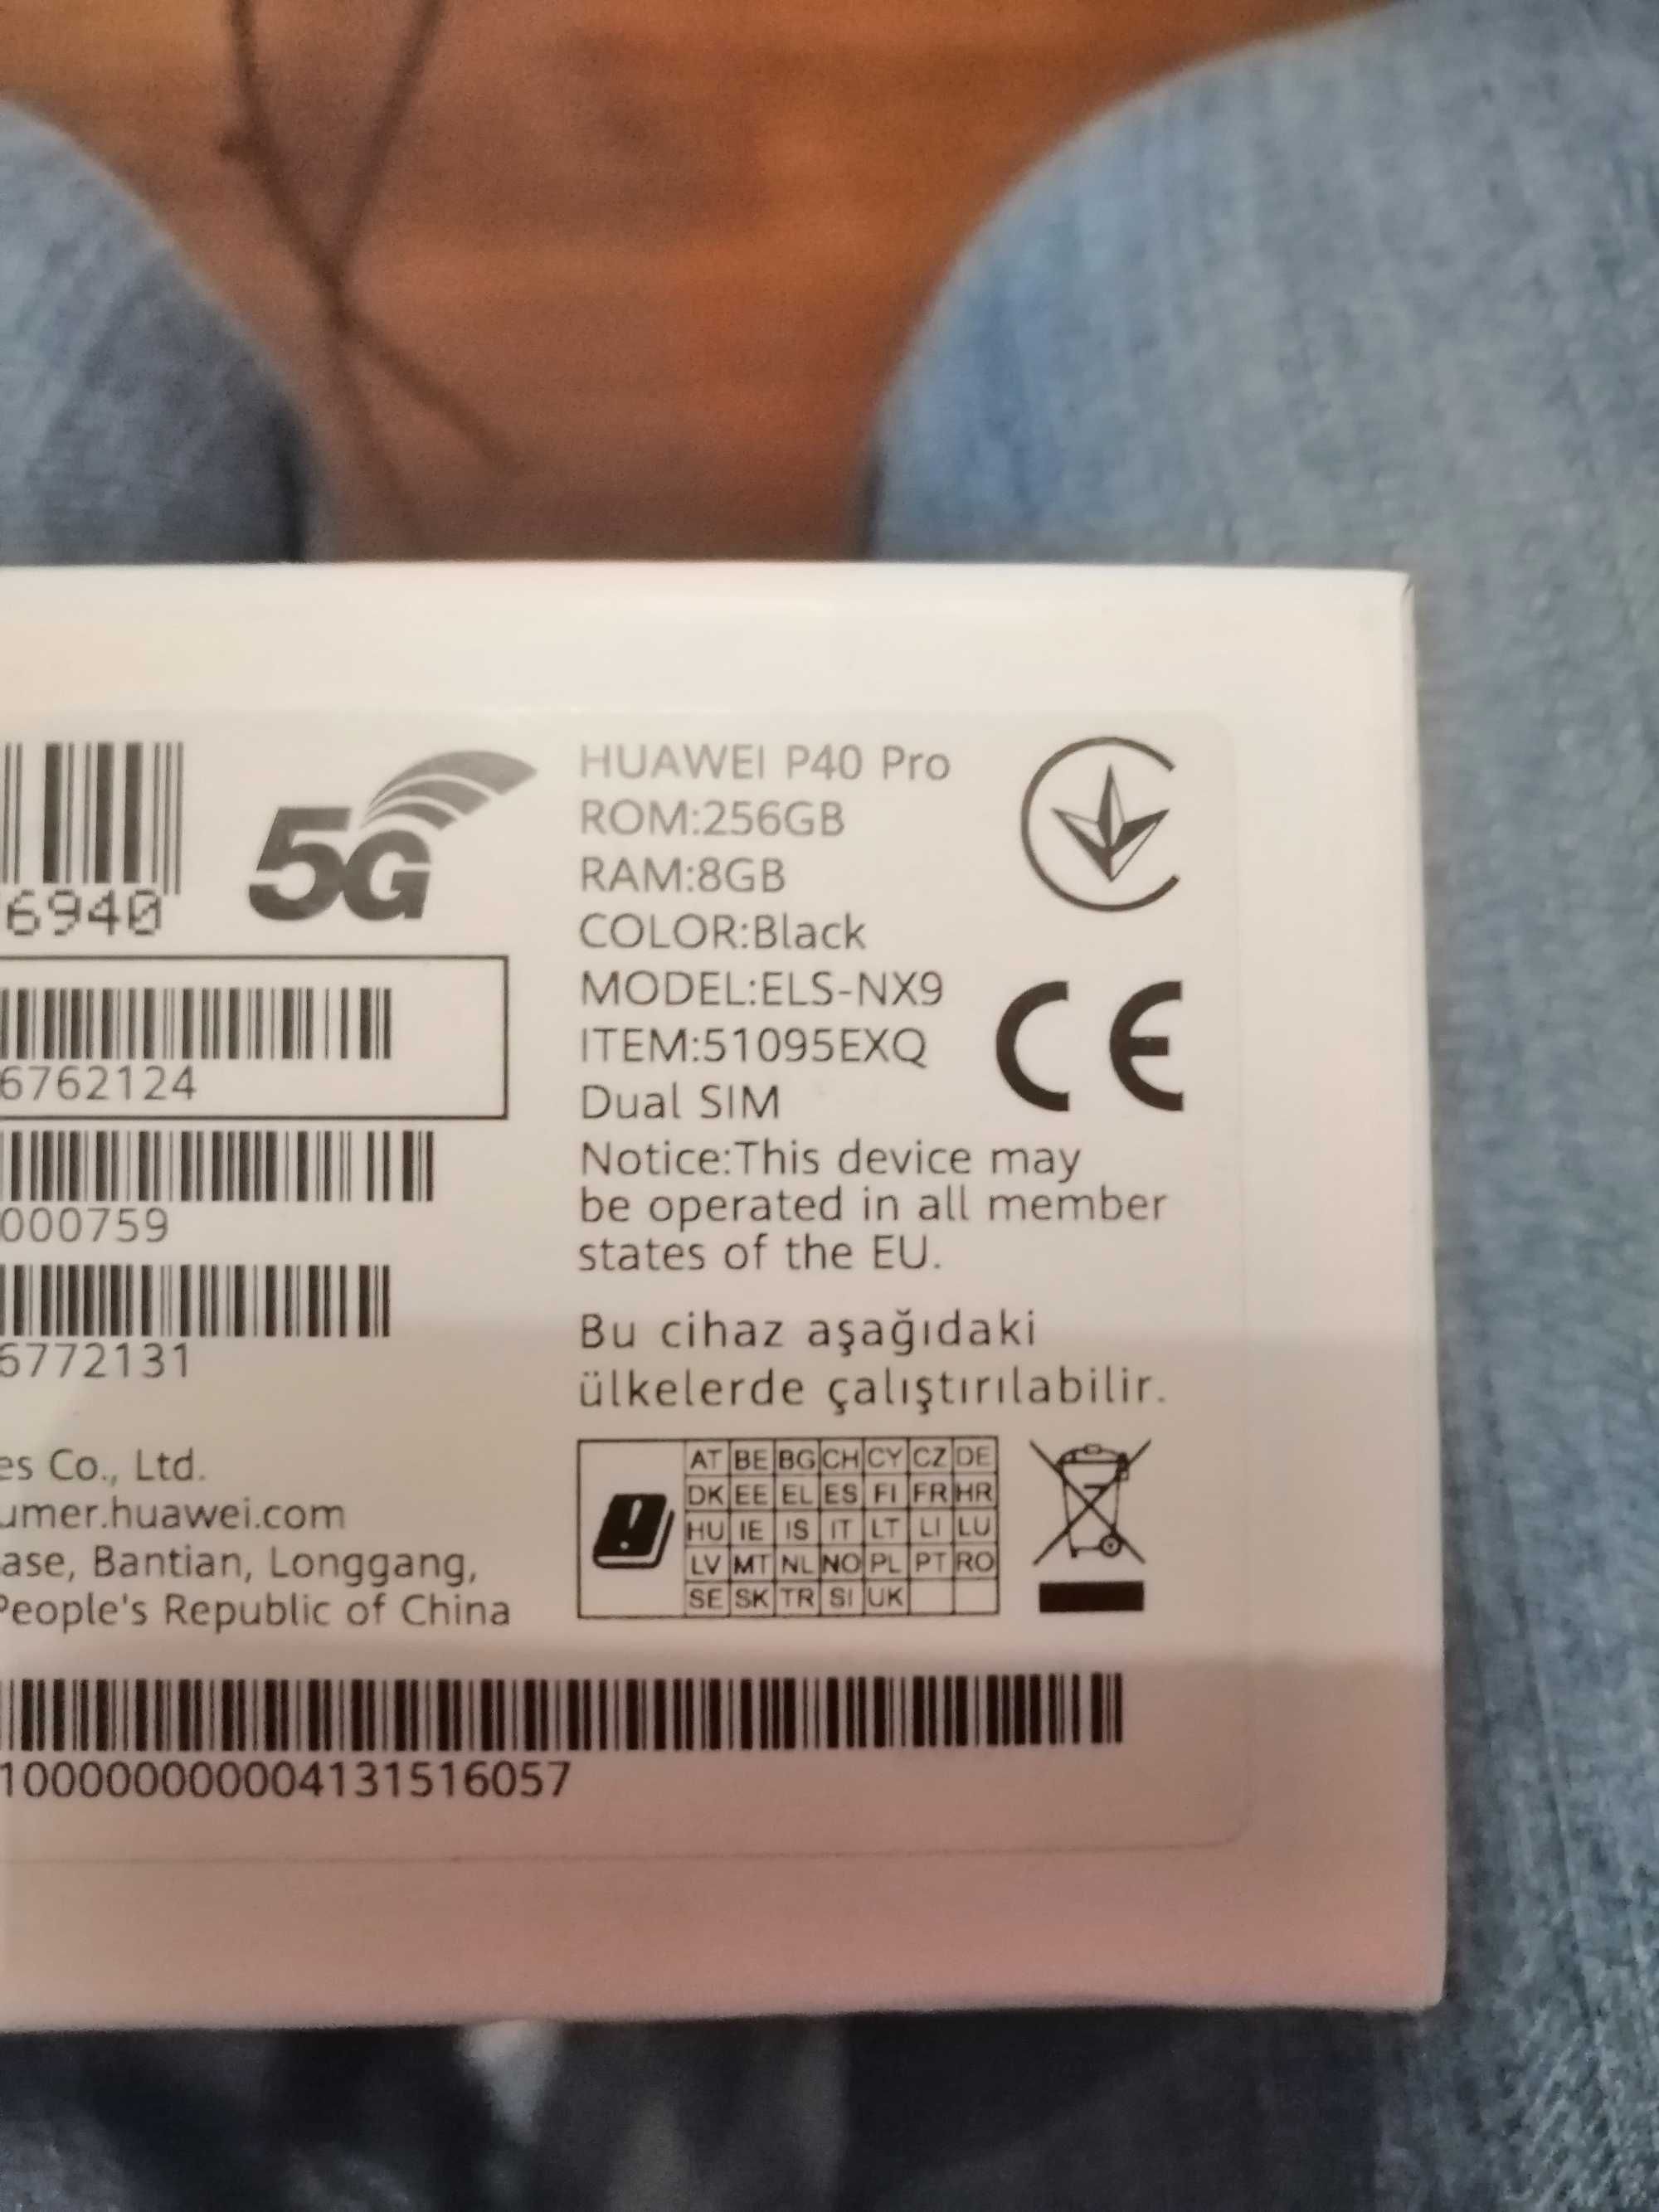 6940
5G
6762124
000759
6772131
es Co., Ltd.
umer.huawei.com
ase, Bantian, Longgang,
People's Republic of China
HUAWEI P40 Pro
ROM:256GB
RAM:8GB
COLOR:Black
MODEL:ELS-NX9
ITEM:51095EXQ
Dual SIM
Notice:This device may
be operated in all member
states of the EU.
CE
Bu cihaz aşağıdaki
ülkelerde çalıştırılabilir.
AT BE BG CH CY CZ DE
DK EE EL ES FI FR HR
HU IE IS IT LT LI LU
LV MT NL NO PL PT RO
SE SK TR SI UK
100000000004131516057